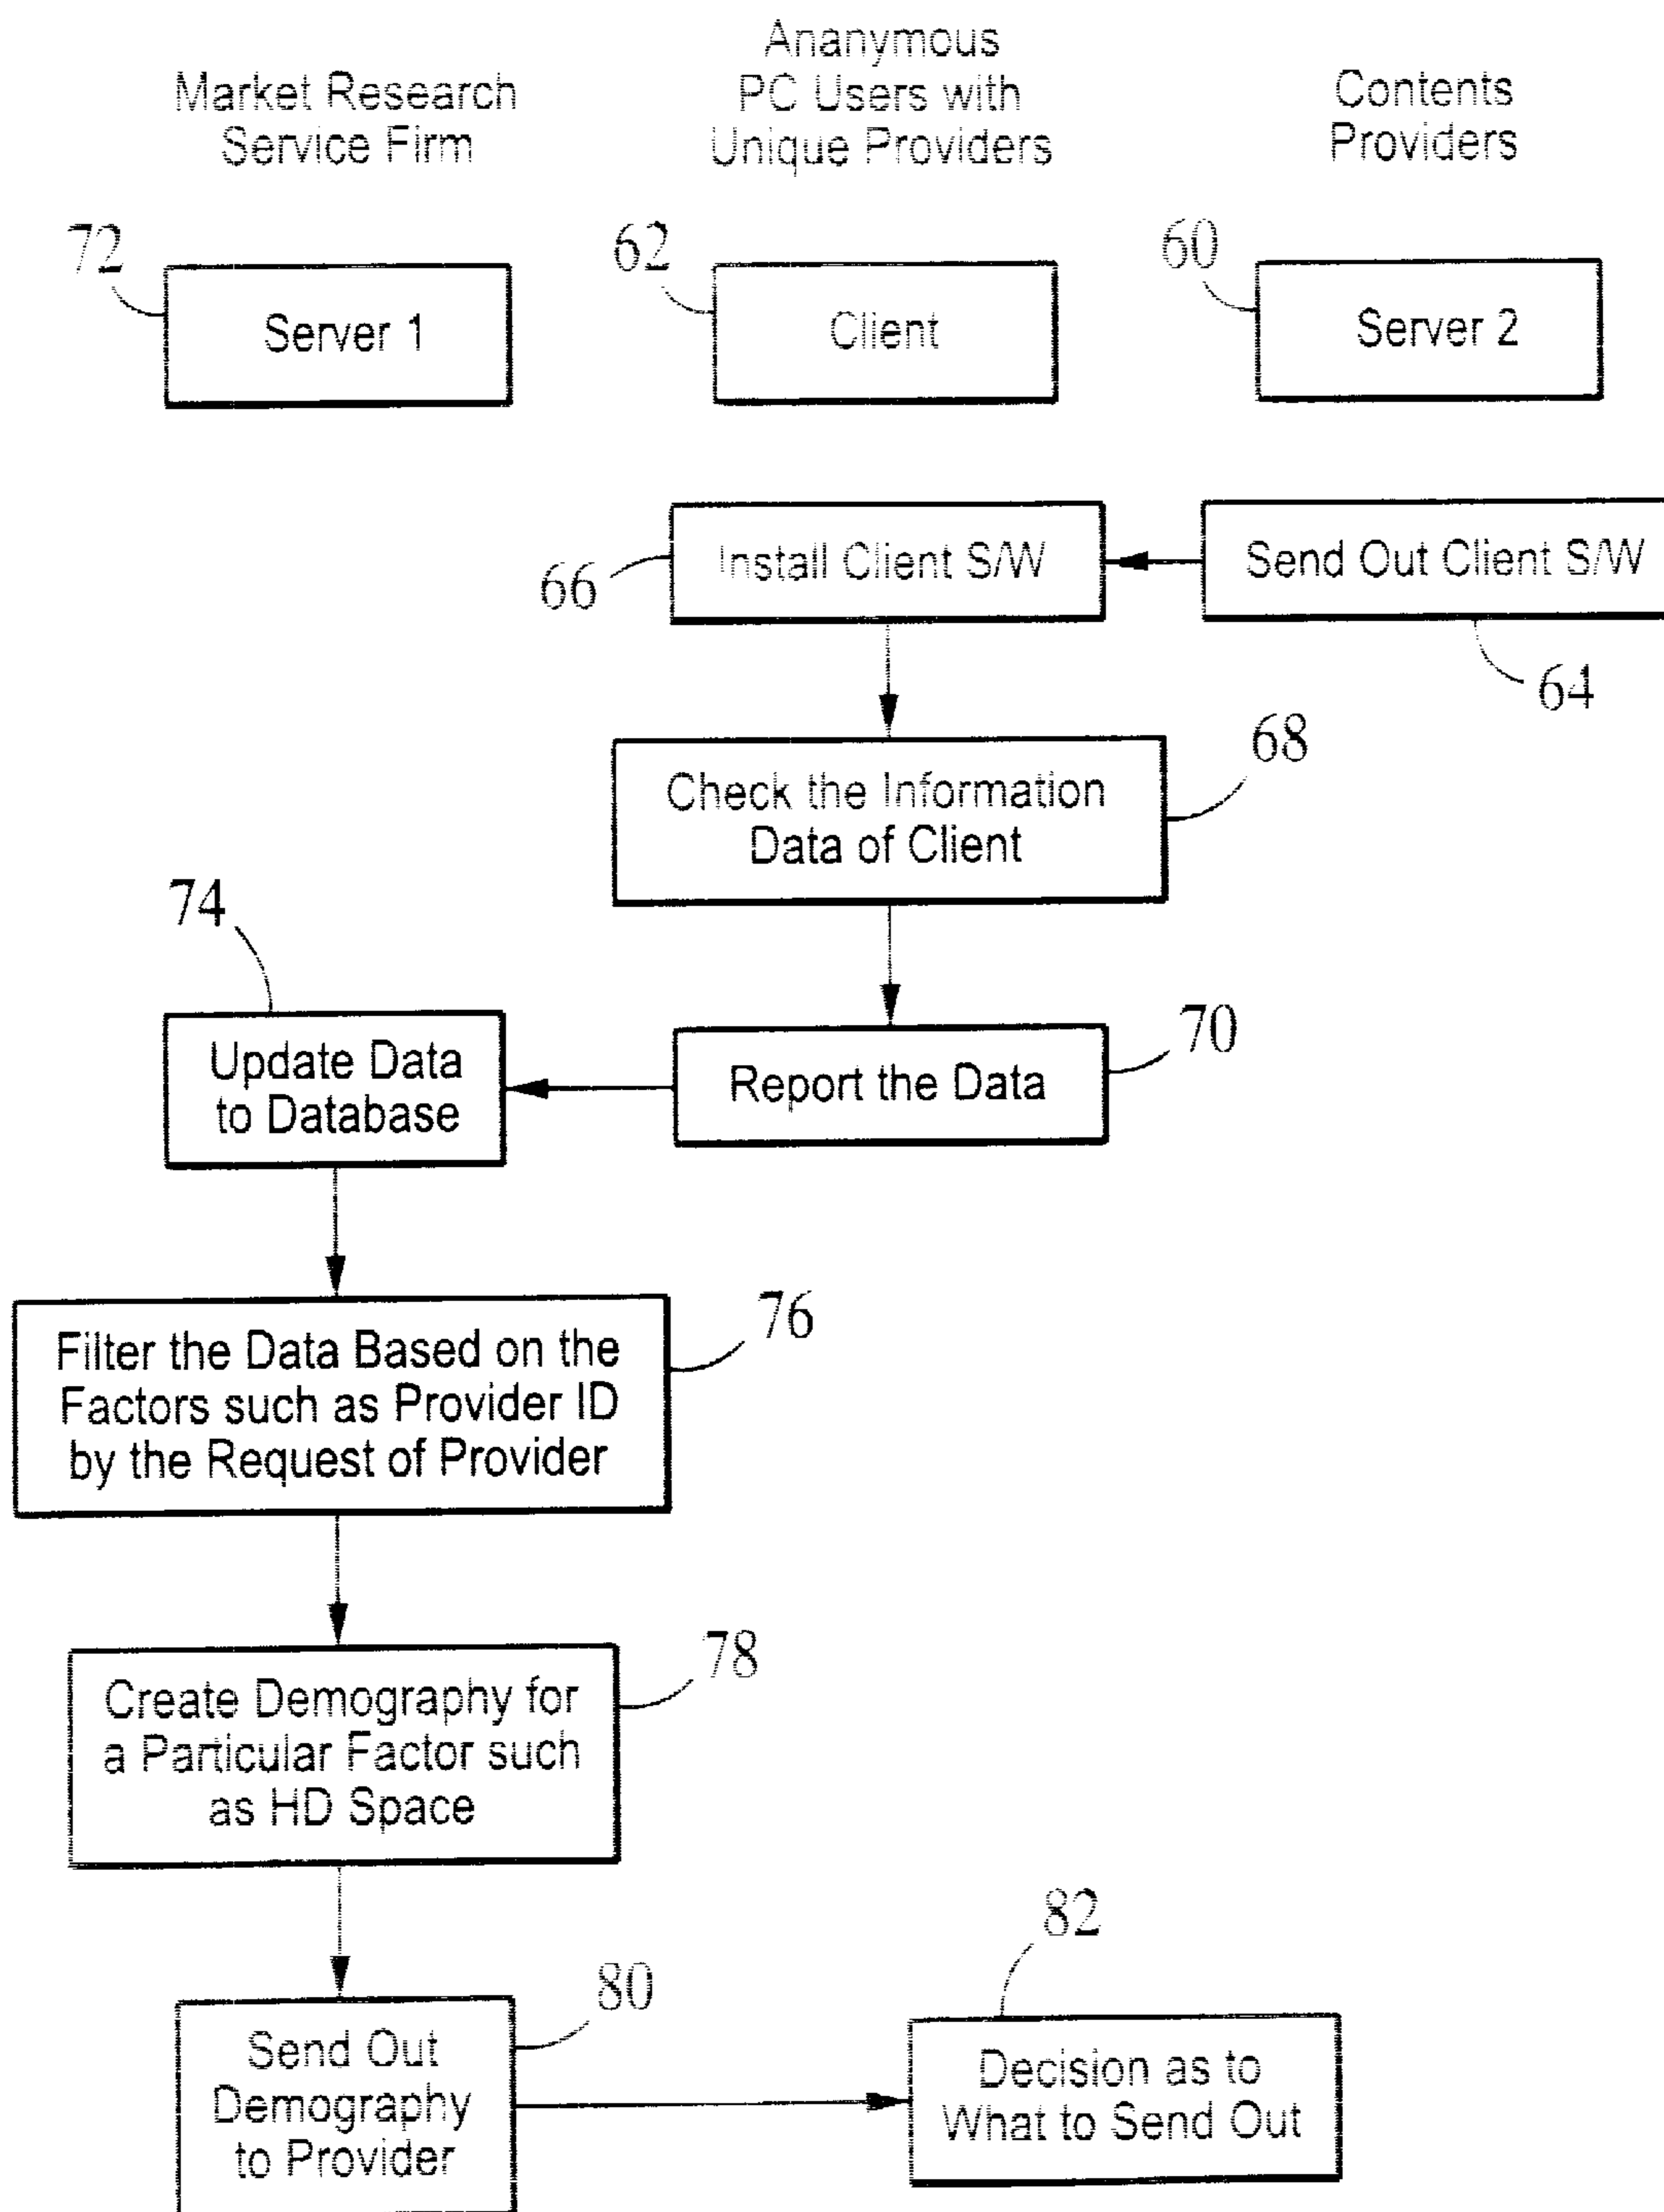 Market Research
Service Firm
Ananymous
PC Users with
Unique Providers
Contents
Providers
72
Server 1
62
Client
60
Server 2
66
Install Client S/W
Send Out Client S/W
64
68
Check the Information
Data of Client
74
Update Data
to Database
Report the Data
70
Filter the Data Based on the
Factors such as Provider ID
by the Request of Provider
76
Create Demography for
a Particular Factor such
as HD Space
78
Send Out
Demography
to Provider
80
82
Decision as to
What to Send Out